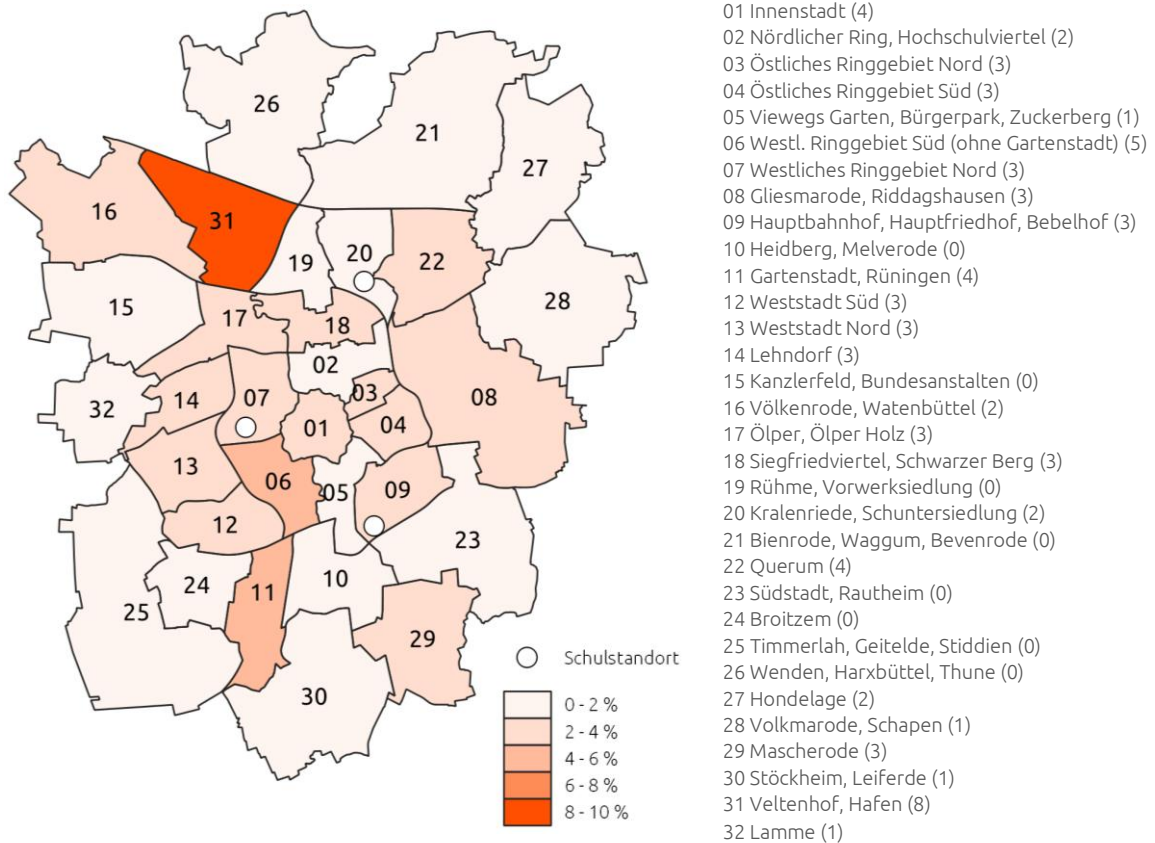 26
21
27
16
31
19
20
22
28
15
17
18
02
32
14
07
03
08
01
04
13
06
05
09
12
23
24
11
10
25
29
30
Schulstandort
0 - 2 %
2 - 4 %
4 - 6 %
6 - 8 %
8 - 10 %
01 Innenstadt (4)
02 Nördlicher Ring, Hochschulviertel (2)
03 Östliches Ringgebiet Nord (3)
04 Östliches Ringgebiet Süd (3)
05 Viewegs Garten, Bürgerpark, Zuckerberg (1)
06 Westl. Ringgebiet Süd (ohne Gartenstadt) (5)
07 Westliches Ringgebiet Nord (3)
08 Gliesmarode, Riddagshausen (3)
09 Hauptbahnhof, Hauptfriedhof, Bebelhof (3)
10 Heidberg, Melverode (0)
11 Gartenstadt, Rüningen (4)
12 Weststadt Süd (3)
13 Weststadt Nord (3)
14 Lehndorf (3)
15 Kanzlerfeld, Bundesanstalten (0)
16 Völkenrode, Watenbüttel (2)
17 Ölper, Ölper Holz (3)
18 Siegfriedviertel, Schwarzer Berg (3)
19 Rühme, Vorwerksiedlung (0)
20 Kralenriede, Schuntersiedlung (2)
21 Bienrode, Waggum, Bevenrode (0)
22 Querum (4)
23 Südstadt, Rautheim (0)
24 Broitzem (0)
25 Timmerlah, Geitelde, Stiddien (0)
26 Wenden, Harxbüttel, Thune (0)
27 Hondelage (2)
28 Volkmarode, Schapen (1)
29 Mascherode (3)
30 Stöckheim, Leiferde (1)
31 Veltenhof, Hafen (8)
32 Lamme (1)